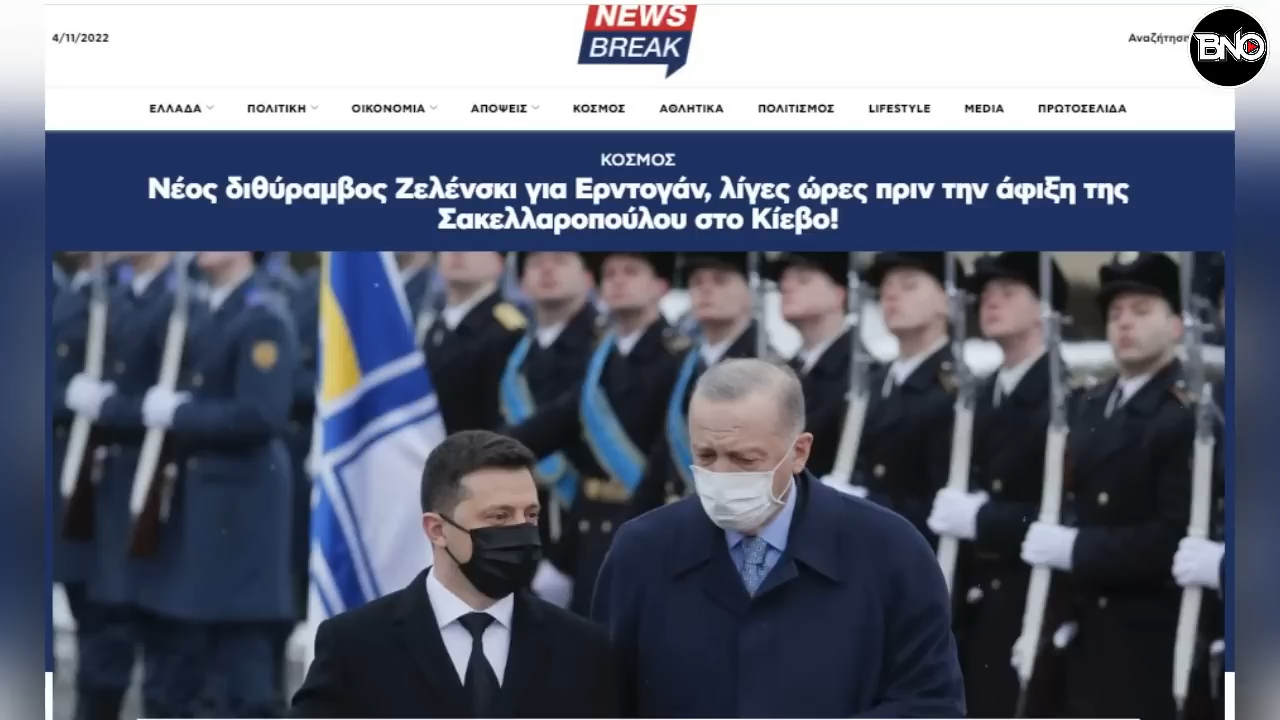 NEWS
BREAK
4/11/2022
Αναζήτηση
BNO
ΕΛΛΑΔΑ ΠΟΛΙΤΙΚΗ ΟΙΚΟΝΟΜΙΑ ΑΠΟΨΕΙΣ ΚΟΣΜΟΣ ΑΘΛΗΤΙΚΑ ΠΟΛΙΤΙΣΜΟΣ LIFESTYLE MEDIA ΠΡΩΤΟΣΕΛΙΔΑ
ΚΟΣΜΟΣ
Νέος διθύραμβος Ζελένσκι για Ερντογάν, λίγες ώρες πριν την άφιξη της
Σακελλαροπούλου στο Κίεβο!